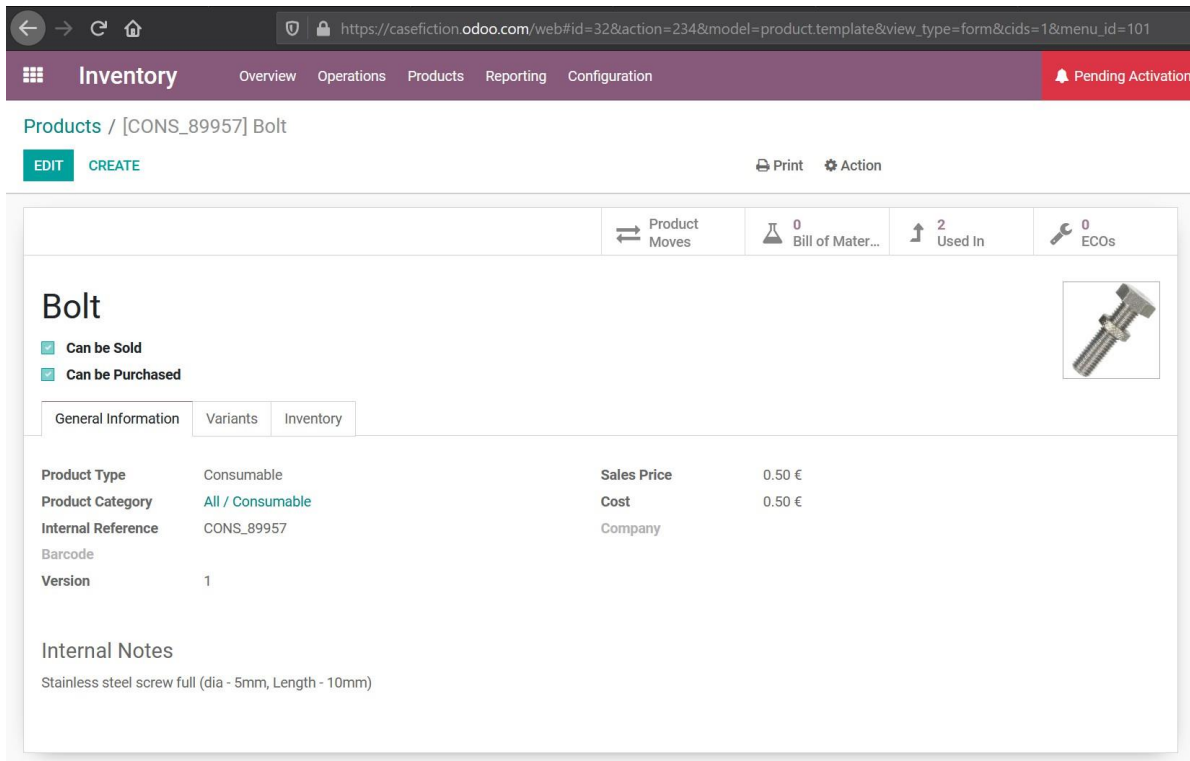 https://casefiction.odoo.com/web#id=32&action=234&model=product.template&view_type=form&cids=1&menu_id=101
Inventory Overview Operations Products Reporting Configuration Pending Activation
Products / [CONS_89957] Bolt
EDIT CREATE Print Action
Product Moves
0 Bill of Mater...
2 Used In
0 ECOs
Bolt
Can be Sold
Can be Purchased
General Information Variants Inventory
Product Type Consumable Sales Price 0.50 €
Product Category All / Consumable Cost 0.50 €
Internal Reference CONS_89957 Company
Barcode
Version 1
Internal Notes
Stainless steel screw full (dia - 5mm, Length - 10mm)